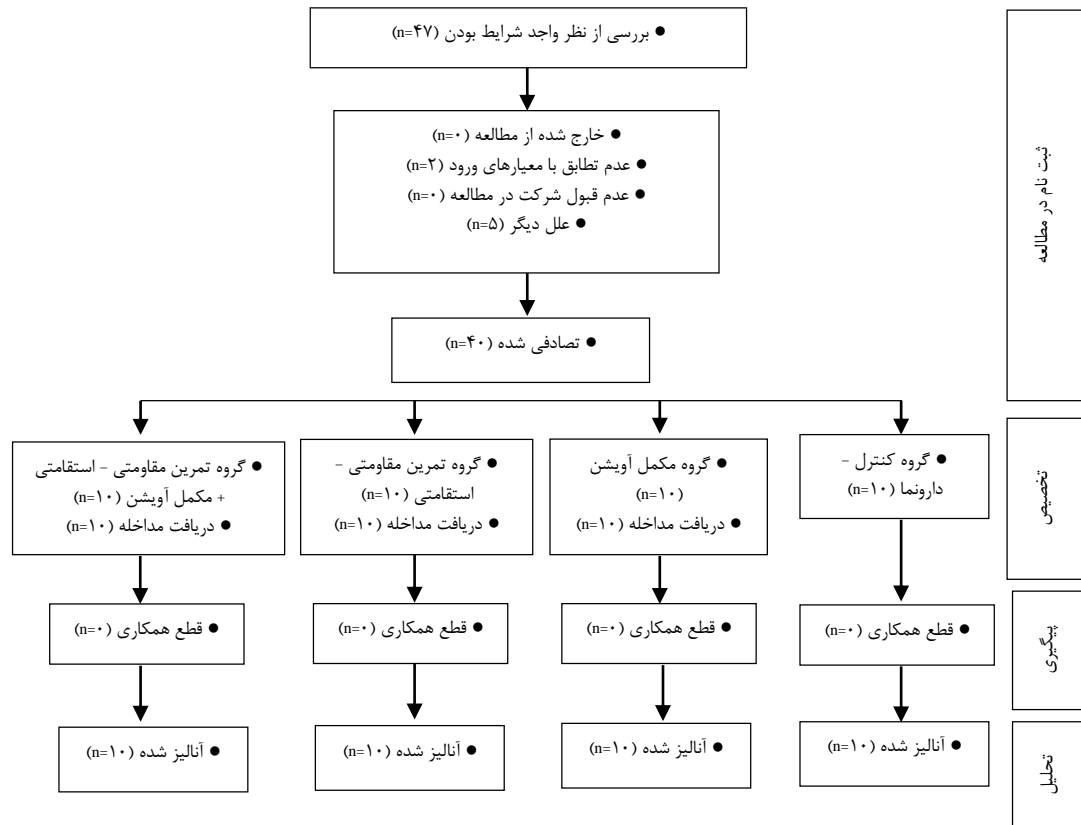 ● بررسی از نظر واجد شرایط بودن (n=۴۷)
● خارج شده از مطالعه (n=۰)
● عدم تطابق با معیارهای ورود (n=۲)
● عدم قبول شرکت در مطالعه (n=۰)
● علل دیگر (n=۵)
ثبت نام در مطالعه
● تصادفی شده (n=۴۰)
● گروه کنترل –
دارونما (n=۱۰)
● گروه مکمل آویشن
(n=۱۰)
● دریافت مداخله (n=۱۰)
● گروه تمرین مقاومتی –
استقامتی (n=۱۰)
● دریافت مداخله (n=۱۰)
● گروه تمرین مقاومتی – استقامتی
+ مکمل آویشن (n=۱۰)
● دریافت مداخله (n=۱۰)
تخصیص
● قطع همکاری (n=۰)
● قطع همکاری (n=۰)
● قطع همکاری (n=۰)
● قطع همکاری (n=۰)
پیگیری
● آنالیز شده (n=۱۰)
● آنالیز شده (n=۱۰)
● آنالیز شده (n=۱۰)
● آنالیز شده (n=۱۰)
تحلیل